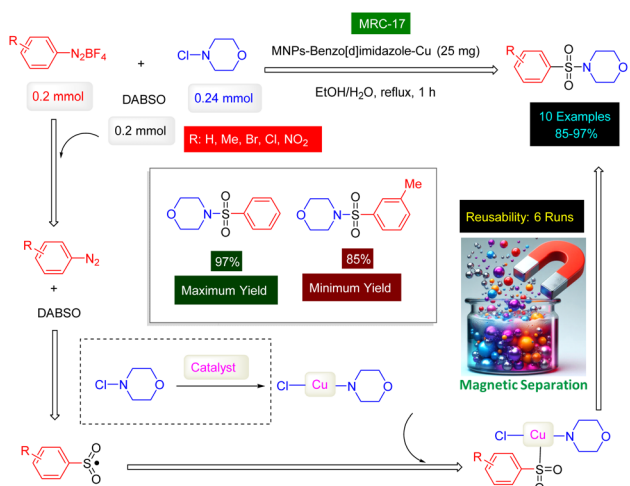 MRC-17
MNPs-Benzo[d]imidazole-Cu (25 mg)
EtOH/H₂O, reflux, 1 h
R
N₂BF₄
+
Cl—N
O
0.2 mmol
DABSO
0.24 mmol
0.2 mmol
R: H, Me, Br, Cl, NO₂
R
O
S
O
N
O
10 Examples
85-97%
O
N
S
O
O
97%
Maximum Yield
O
N
S
O
O
Me
85%
Minimum Yield
Reusability: 6 Runs
Magnetic Separation
R
N₂
+
DABSO
Cl—N
O
Catalyst
Cl
Cu
N
O
R
S
O
O
Cl
Cu
N
O
R
S
O
O